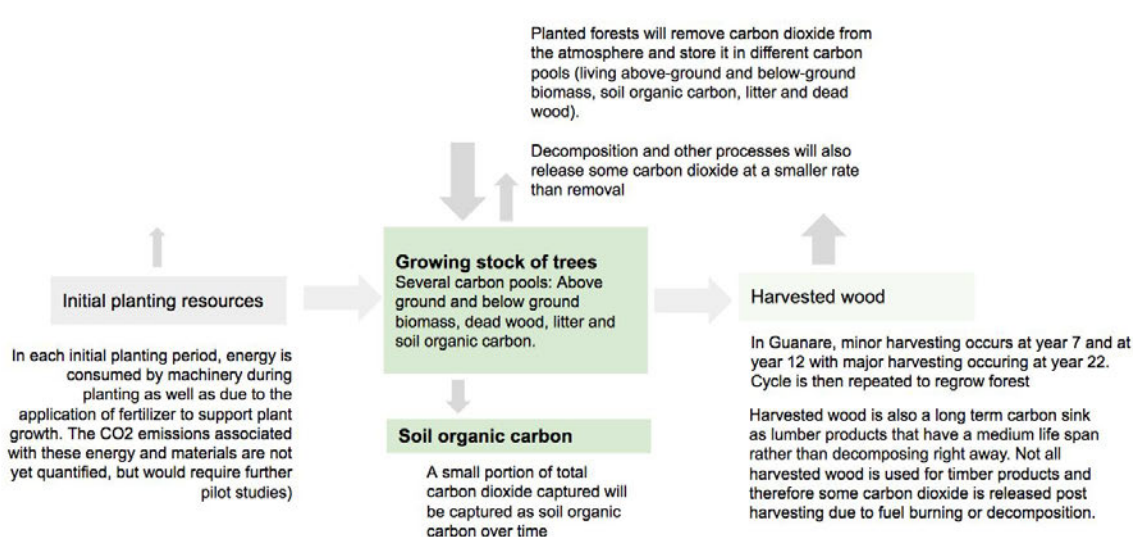 Planted forests will remove carbon dioxide from
the atmosphere and store it in different carbon
pools (living above-ground and below-ground
biomass, soil organic carbon, litter and dead
wood).
Decomposition and other processes will also
release some carbon dioxide at a smaller rate
than removal
Initial planting resources
In each initial planting period, energy is
consumed by machinery during
planting as well as due to the
application of fertilizer to support plant
growth. The CO2 emissions associated
with these energy and materials are not
yet quantified, but would require further
pilot studies)
Growing stock of trees
Several carbon pools: Above
ground and below ground
biomass, dead wood, litter and
soil organic carbon.
Soil organic carbon
A small portion of total
carbon dioxide captured will
be captured as soil organic
carbon over time
Harvested wood
In Guanare, minor harvesting occurs at year 7 and at
year 12 with major harvesting occuring at year 22.
Cycle is then repeated to regrow forest
Harvested wood is also a long term carbon sink
as lumber products that have a medium life span
rather than decomposing right away. Not all
harvested wood is used for timber products and
therefore some carbon dioxide is released post
harvesting due to fuel burning or decomposition.